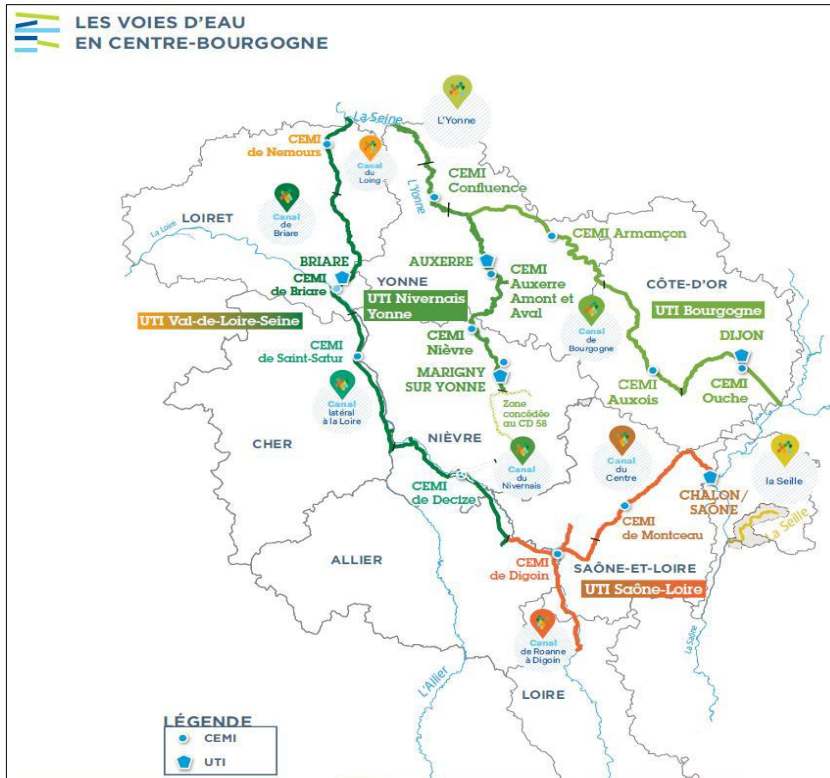 LES VOIES D'EAU
EN CENTRE-BOURGOGNE
La Seine
L'Yonne
CEMI
de Nemours
Canal
du
Loing
CEMI
Confluence
L'Yonne
Canal
de
Briare
LOIRET
La Loire
CEMI Armançon
BRIARE
CEMI
de Briare
YONNE
AUXERRE
CEMI
Auxerre
Amont et
Aval
CÔTE-D'OR
UTI Val-de-Loire-Seine
UTI Nivernais
Yonne
UTI Bourgogne
Canal
de
Bourgogne
DIJON
CEMI
Nièvre
CEMI
de Saint-Satur
MARIGNY
SUR YONNE
CEMI
Auxois
CEMI
Ouche
Canal
latéral
à la Loire
Zone
concédée
au CD 58
CHER
NIÈVRE
Canal
du
Nivernais
Canal
du
Centre
la Seille
CEMI
de Decize
CHALON/
SAÔNE
La Seille
CEMI
de Montceau
ALLIER
CEMI
de Digoin
SAÔNE-ET-LOIRE
UTI Saône-Loire
Canal
de Roanne
à Digoin
La Saône
L'Allier
LOIRE
LÉGENDE
CEMI
UTI